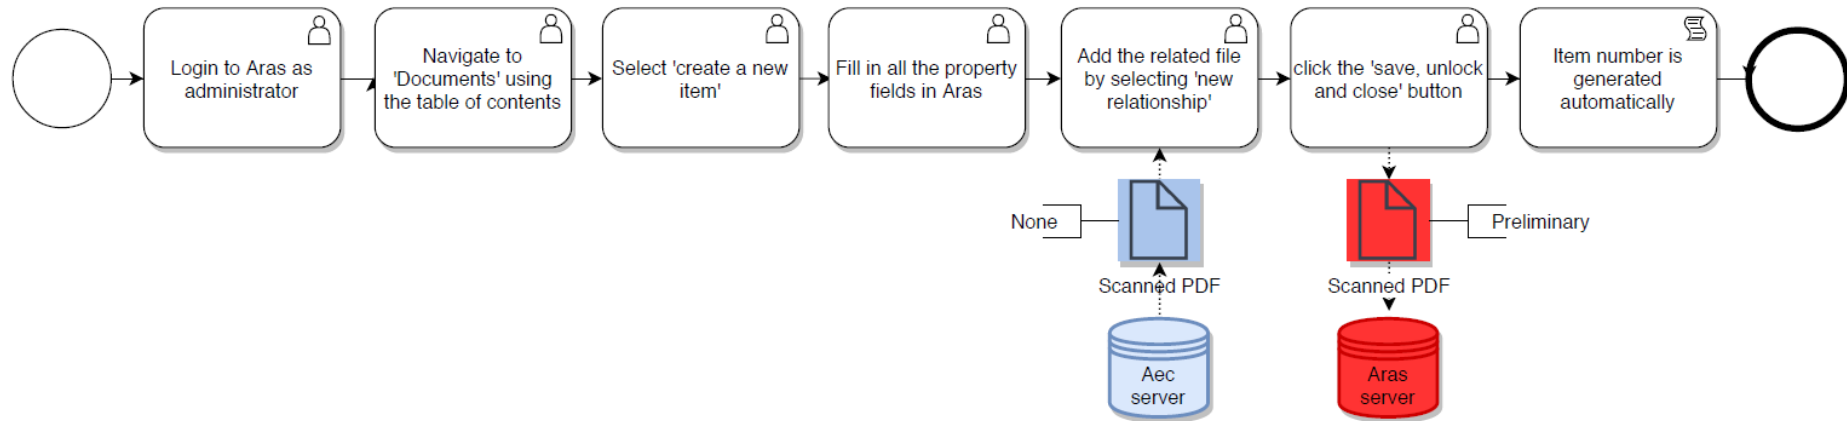 Login to Aras as
administrator
Navigate to
'Documents' using
the table of contents
Select 'create a new
item'
Fill in all the property
fields in Aras
Add the related file
by selecting 'new
relationship'
click the 'save, unlock
and close' button
Item number is
generated
automatically
None
Scanned PDF
Aec
server
Preliminary
Scanned PDF
Aras
server